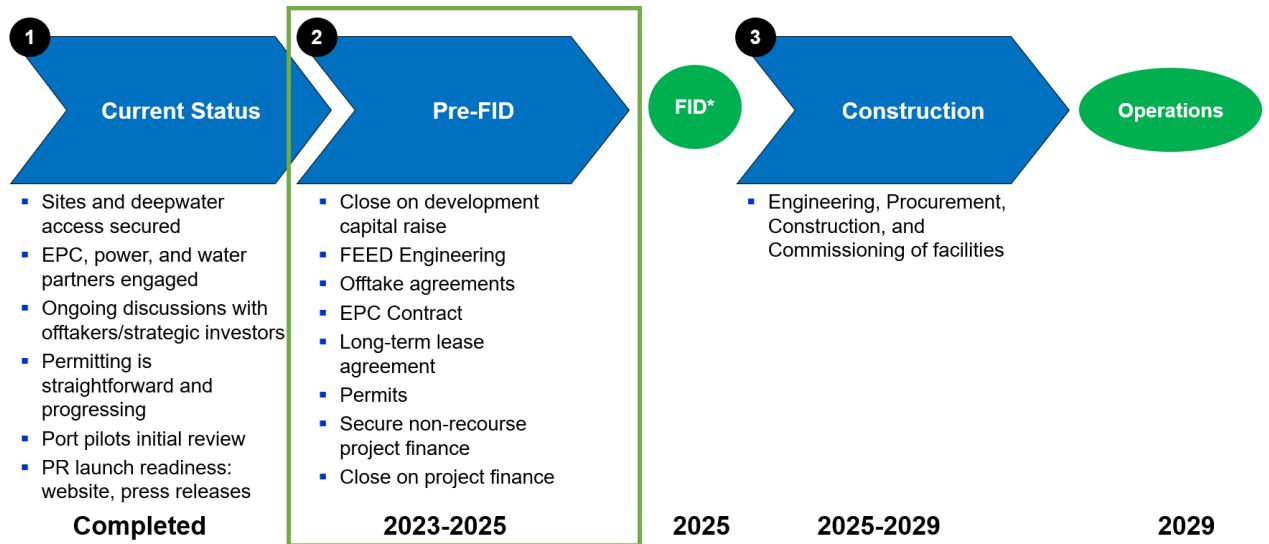 1
Current Status
Sites and deepwater
access secured
EPC, power, and water
partners engaged
Ongoing discussions with
offtakers/strategic investors
Permitting is
straightforward and
progressing
Port pilots initial review
PR launch readiness:
website, press releases
Completed
2
Pre-FID
Close on development
capital raise
FEED Engineering
Offtake agreements
EPC Contract
Long-term lease
agreement
Permits
Secure non-recourse
project finance
Close on project finance
2023-2025
FID*
2025
3
Construction
Engineering, Procurement,
Construction, and
Commissioning of facilities
2025-2029
Operations
2029